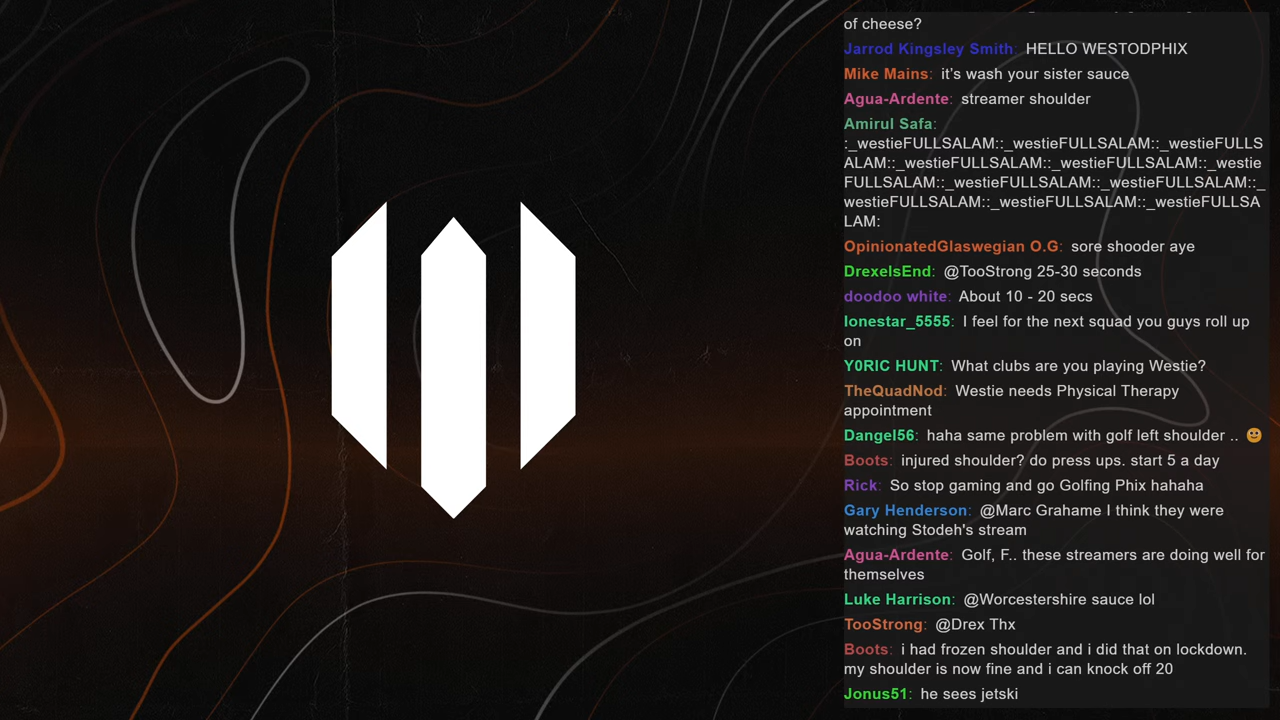 of cheese?
Jarrod Kingsley Smith: HELLO WESTODPHIX
Mike Mains: it's wash your sister sauce
Agua-Ardente: streamer shoulder
Amirul Safa:
:_westieFULLSALAM::_westieFULLSALAM::_westieFULLS
ALAM::_westieFULLSALAM::_westieFULLSALAM::_westie
FULLSALAM::_westieFULLSALAM::_westieFULLSALAM::_
westieFULLSALAM::_westieFULLSALAM::_westieFULLSA
LAM:
OpinionatedGlaswegian O.G: sore shooder aye
DrexelsEnd: @TooStrong 25-30 seconds
doodoo white: About 10 - 20 secs
lonestar_5555: I feel for the next squad you guys roll up
on
Y0RIC HUNT: What clubs are you playing Westie?
TheQuadNod: Westie needs Physical Therapy
appointment
Dangel56: haha same problem with golf left shoulder .. 🙂
Boots: injured shoulder? do press ups. start 5 a day
Rick: So stop gaming and go Golfing Phix hahaha
Gary Henderson: @Marc Grahame I think they were
watching Stodeh's stream
Agua-Ardente: Golf, F.. these streamers are doing well for
themselves
Luke Harrison: @Worcestershire sauce lol
TooStrong: @Drex Thx
Boots: i had frozen shoulder and i did that on lockdown.
my shoulder is now fine and i can knock off 20
Jonus51: he sees jetski